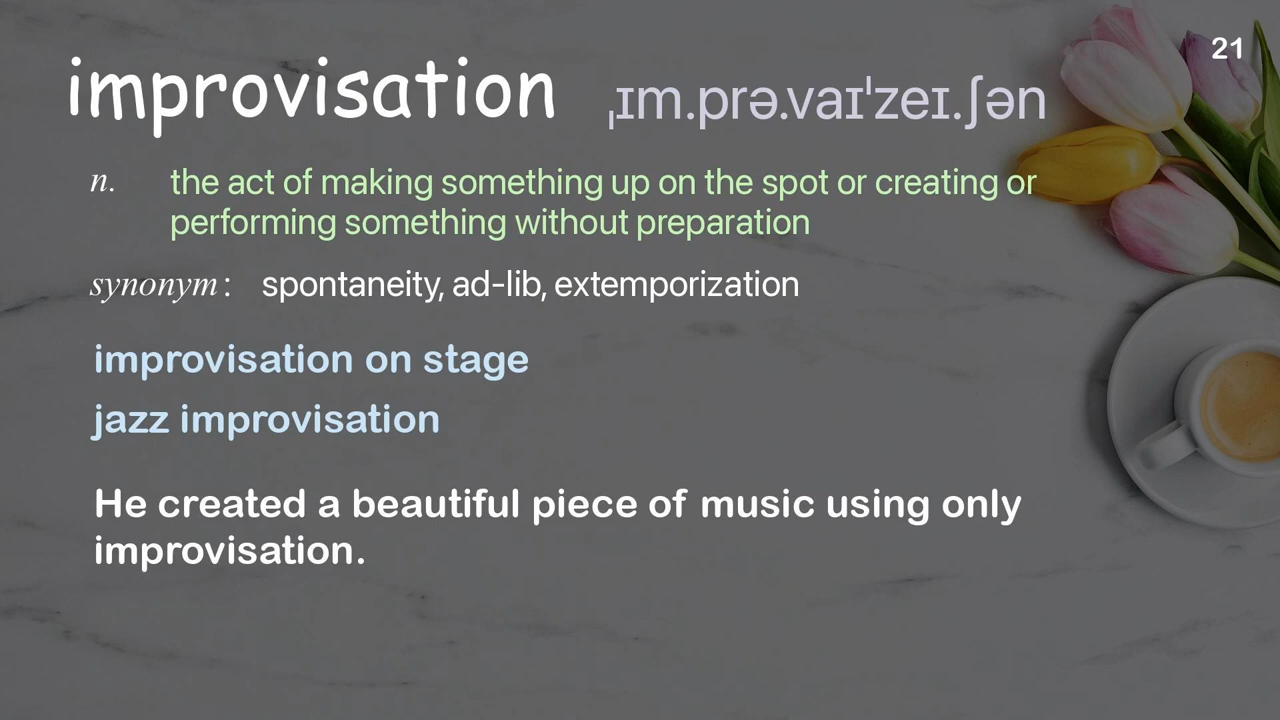 21
improvisation ˌɪm.prə.vaɪˈzeɪ.ʃən
n. the act of making something up on the spot or creating or
performing something without preparation
synonym : spontaneity, ad-lib, extemporization
improvisation on stage
jazz improvisation
He created a beautiful piece of music using only
improvisation.